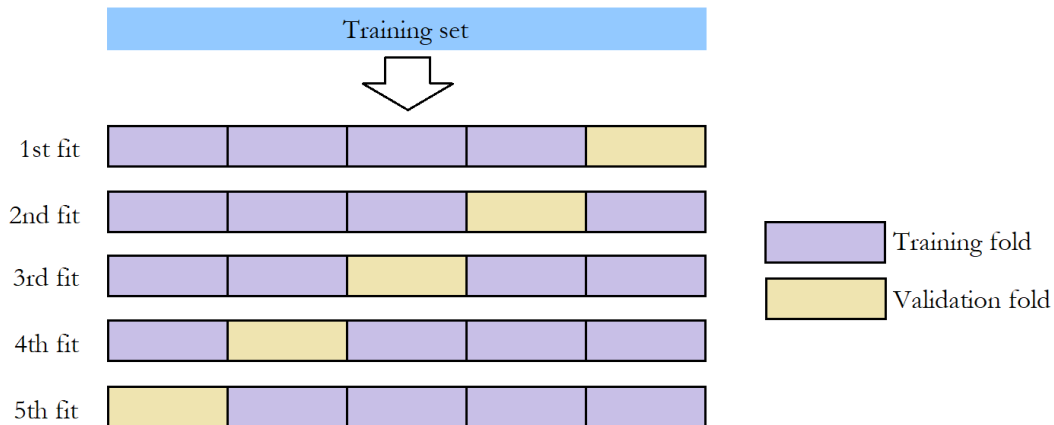 Training set
1st fit
2nd fit
3rd fit
4th fit
5th fit
Training fold
Validation fold